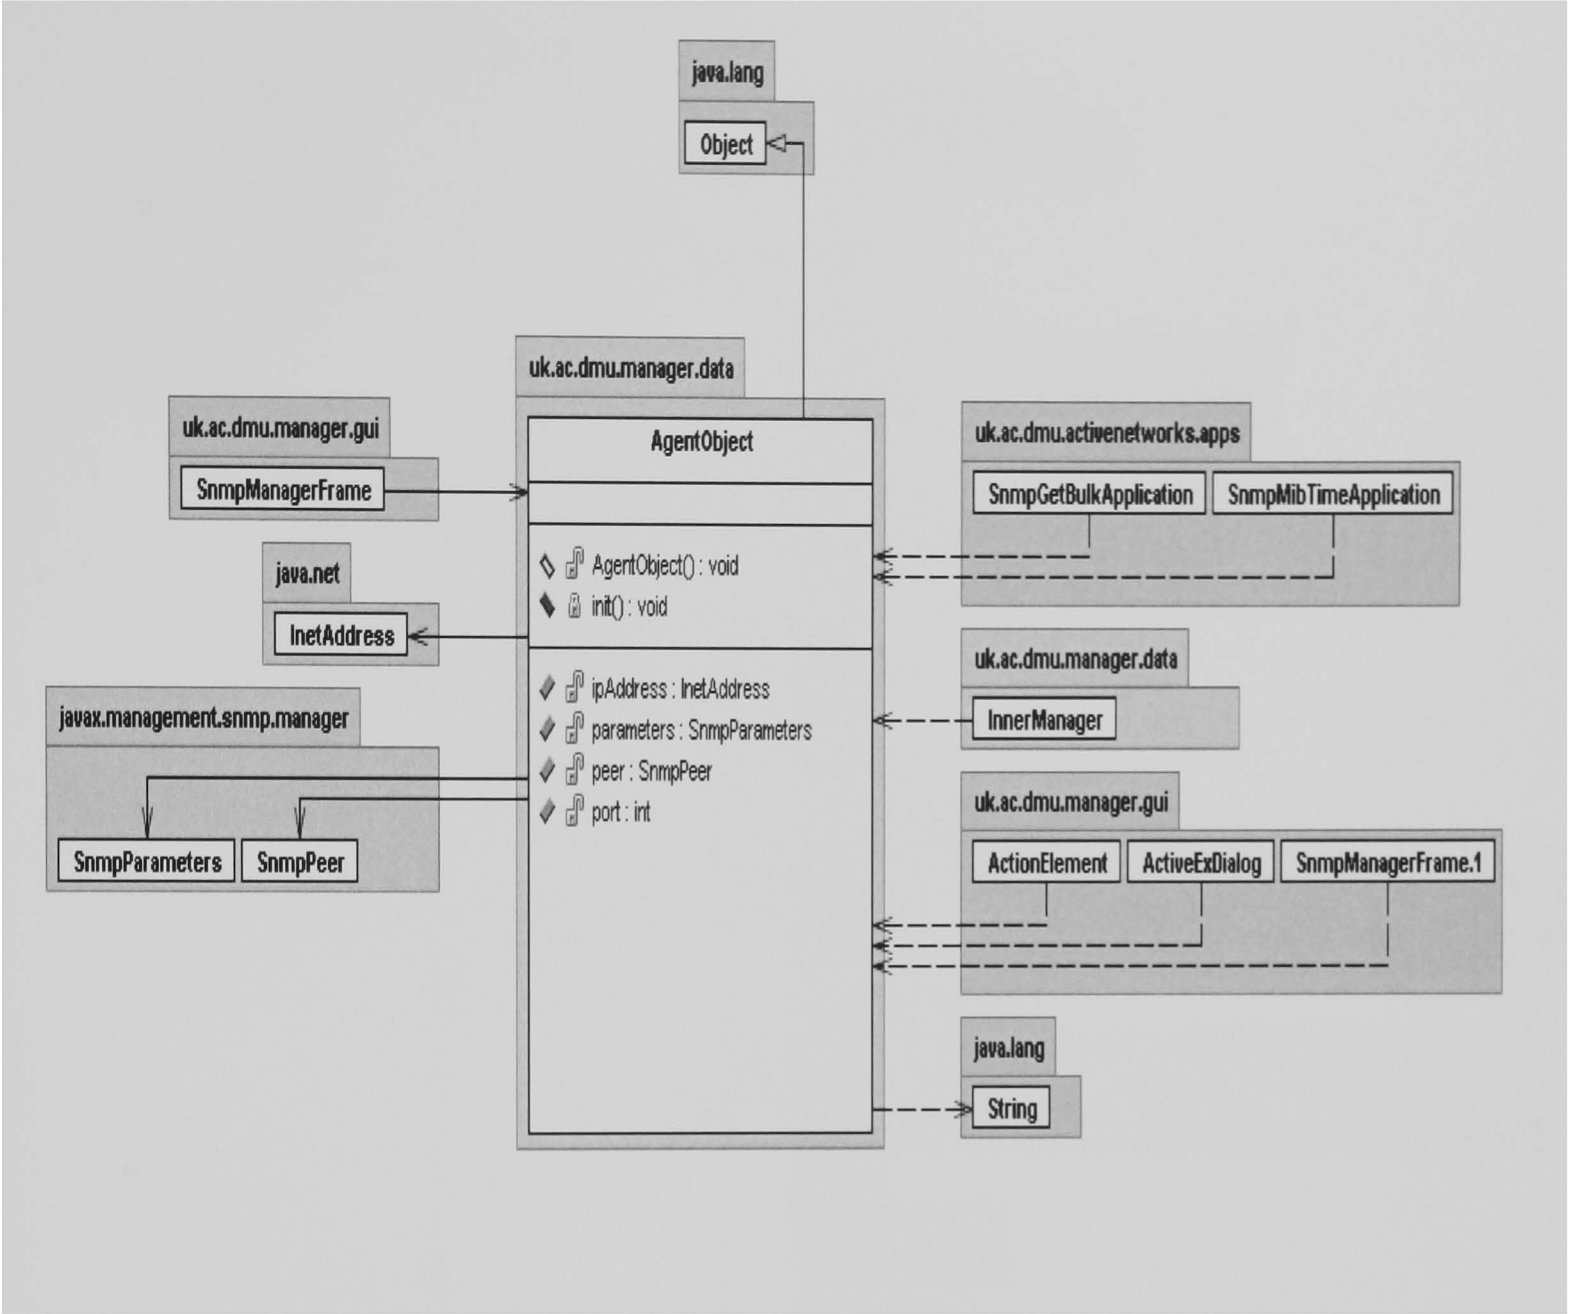 java.lang
Object
uk.ac.dmu.manager.data
AgentObject
AgentObject() : void
init() : void
ipAddress : InetAddress
parameters : SnmpParameters
peer : SnmpPeer
port : int
uk.ac.dmu.manager.gui
SnmpManagerFrame
java.net
InetAddress
javax.management.snmp.manager
SnmpParameters
SnmpPeer
uk.ac.dmu.activenetworks.apps
SnmpGetBulkApplication
SnmpMibTimeApplication
uk.ac.dmu.manager.data
InnerManager
uk.ac.dmu.manager.gui
ActionElement
ActiveExDialog
SnmpManagerFrame.1
java.lang
String